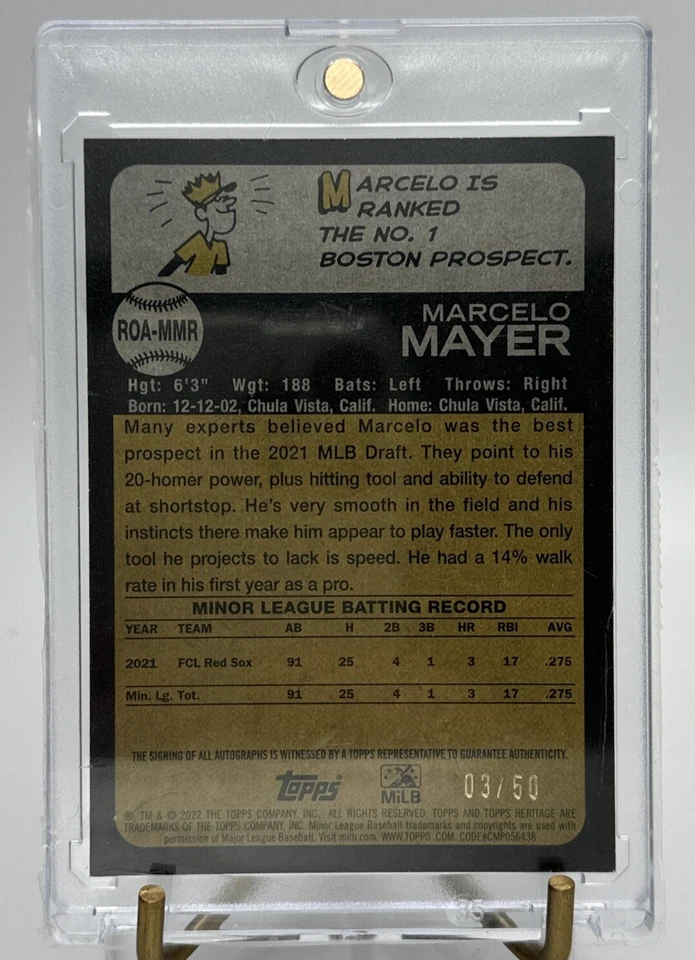 MARCELO IS
RANKED
THE NO. 1
BOSTON PROSPECT.
ROA-MMR
MARCELO
MAYER
Hgt: 6'3" Wgt: 188 Bats: Left Throws: Right
Born: 12-12-02, Chula Vista, Calif. Home: Chula Vista, Calif.
Many experts believed Marcelo was the best
prospect in the 2021 MLB Draft. They point to his
20-homer power, plus hitting tool and ability to defend
at shortstop. He's very smooth in the field and his
instincts there make him appear to play faster. The only
tool he projects to lack is speed. He had a 14% walk
rate in his first year as a pro.
MINOR LEAGUE BATTING RECORD
YEAR TEAM AB H 2B 3B HR RBI AVG
2021 FCL Red Sox 91 25 4 1 3 17 .275
Min. Lg. Tot. 91 25 4 1 3 17 .275
THE SIGNING OF ALL AUTOGRAPHS IS WITNESSED BY A TOPPS REPRESENTATIVE TO GUARANTEE AUTHENTICITY.
Topps MiLB 03/50
®, TM & © 2022 THE TOPPS COMPANY, INC. ALL RIGHTS RESERVED. TOPPS AND TOPPS HERITAGE ARE
TRADEMARKS OF THE TOPPS COMPANY, INC. Minor League Baseball trademarks and copyrights are used with
permission of Major League Baseball. Visit milb.com. WWW.TOPPS.COM. CODE#CMP056438